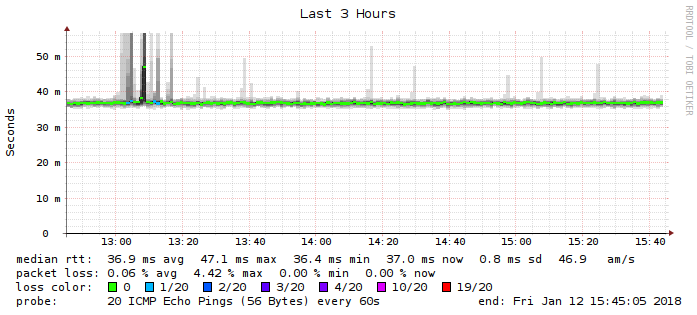 Last 3 Hours
RRDTOOL / TOBI OETIKER
Seconds
50 m
40 m
30 m
20 m
10 m
0
13:00 13:20 13:40 14:00 14:20 14:40 15:00 15:20 15:40
median rtt: 36.9 ms avg 47.1 ms max 36.4 ms min 37.0 ms now 0.8 ms sd 46.9 am/s
packet loss: 0.06 % avg 4.42 % max 0.00 % min 0.00 % now
loss color: 0 1/20 2/20 3/20 4/20 10/20 19/20
probe: 20 ICMP Echo Pings (56 Bytes) every 60s end: Fri Jan 12 15:45:05 2018